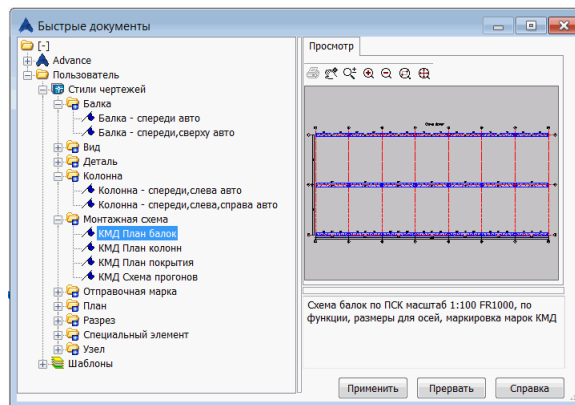 Быстрые документы
[-]
Advance
Пользователь
Стили чертежей
Балка
Балка - спереди авто
Балка - спереди,сверху авто
Вид
Деталь
Колонна
Колонна - спереди,слева авто
Колонна - спереди,слева,справа авто
Монтажная схема
КМД План балок
КМД План колонн
КМД План покрытия
КМД Схема прогонов
Отправочная марка
План
Разрез
Специальный элемент
Узел
Шаблоны
Просмотр
Схема балок по ПСК масштаб 1:100 FR1000, по
функции, размеры для осей, маркировка марок КМД
Применить
Прервать
Справка